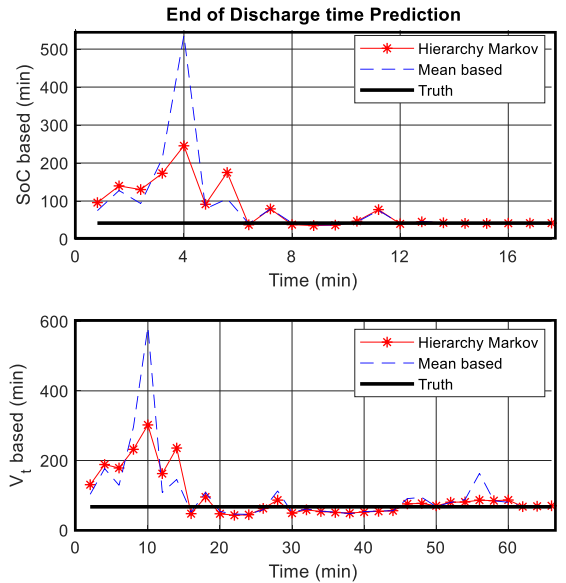 End of Discharge time Prediction
SoC based (min)
500
400
300
200
100
0
Hierarchy Markov
Mean based
Truth
0 4 8 12 16
Time (min)
V_t based (min)
600
400
200
0
Hierarchy Markov
Mean based
Truth
0 10 20 30 40 50 60
Time (min)